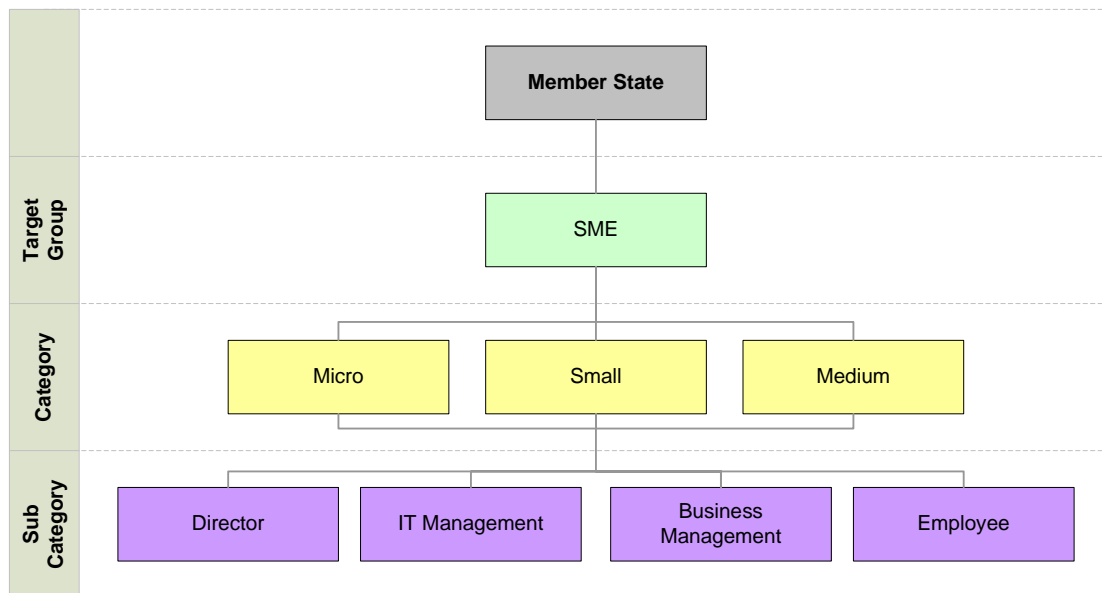 Member State
Target
Group
SME
Category
Micro
Small
Medium
Sub
Category
Director
IT Management
Business
Management
Employee